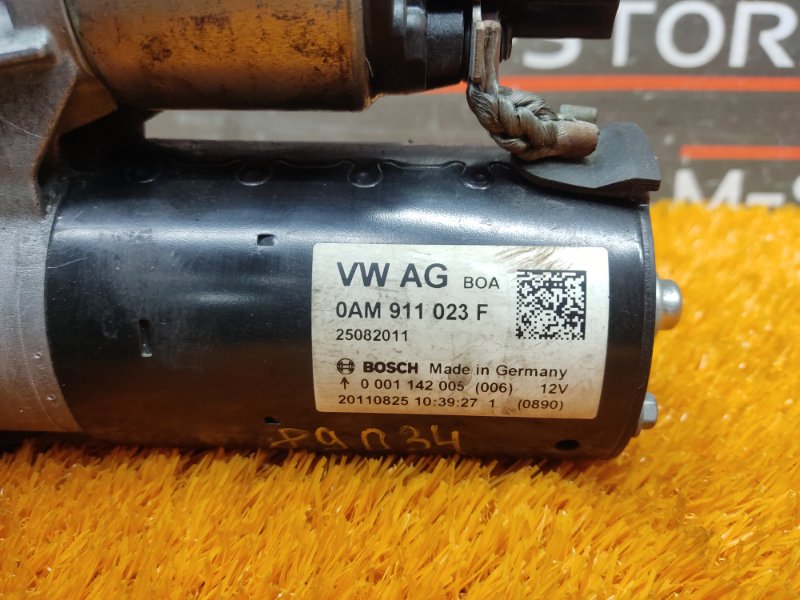 STOR
M-S
VW AG BOA
0AM 911 023 F
25082011
BOSCH Made in Germany
↑ 0 001 142 005 (006) 12V
20110825 10:39:27 1 (0890)